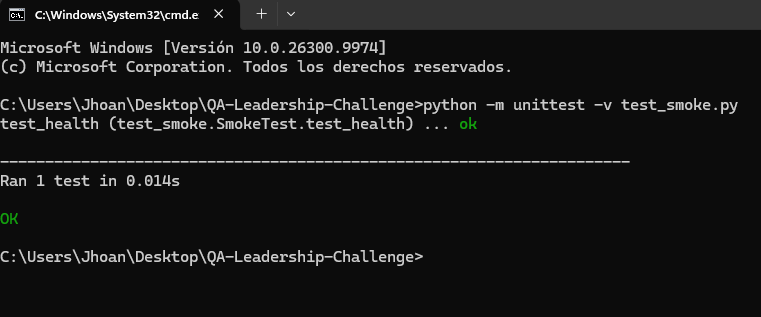 C:\Windows\System32\cmd.e
Microsoft Windows [Versión 10.0.26300.9974]
(c) Microsoft Corporation. Todos los derechos reservados.
C:\Users\Jhoan\Desktop\QA-Leadership-Challenge>python -m unittest -v test_smoke.py
test_health (test_smoke.SmokeTest.test_health) ... ok
----------------------------------------------------------------------
Ran 1 test in 0.014s
OK
C:\Users\Jhoan\Desktop\QA-Leadership-Challenge>